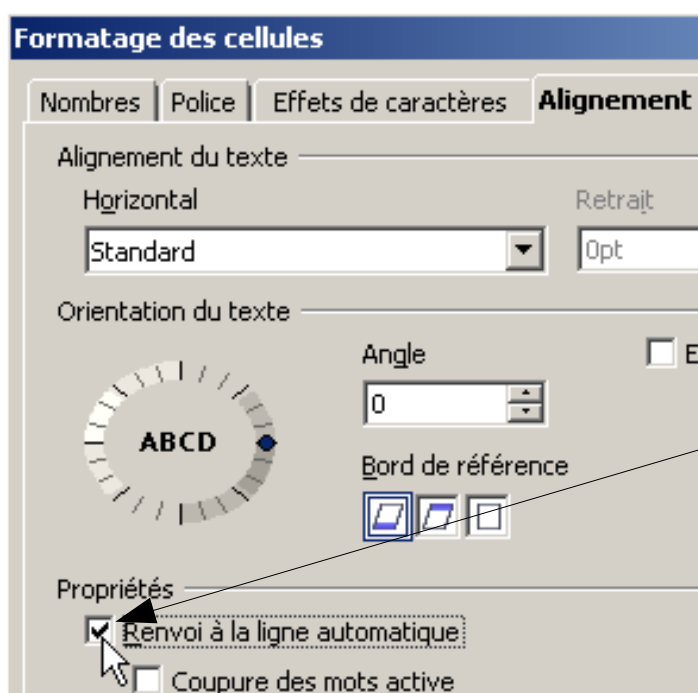 Formatage des cellules
Nombres Police Effets de caractères Alignement
Alignement du texte
Horizontal Retrait
Standard 0pt
Orientation du texte
Angle E
0
ABCD
Bord de référence
Propriétés
Renvoi à la ligne automatique
Coupure des mots active